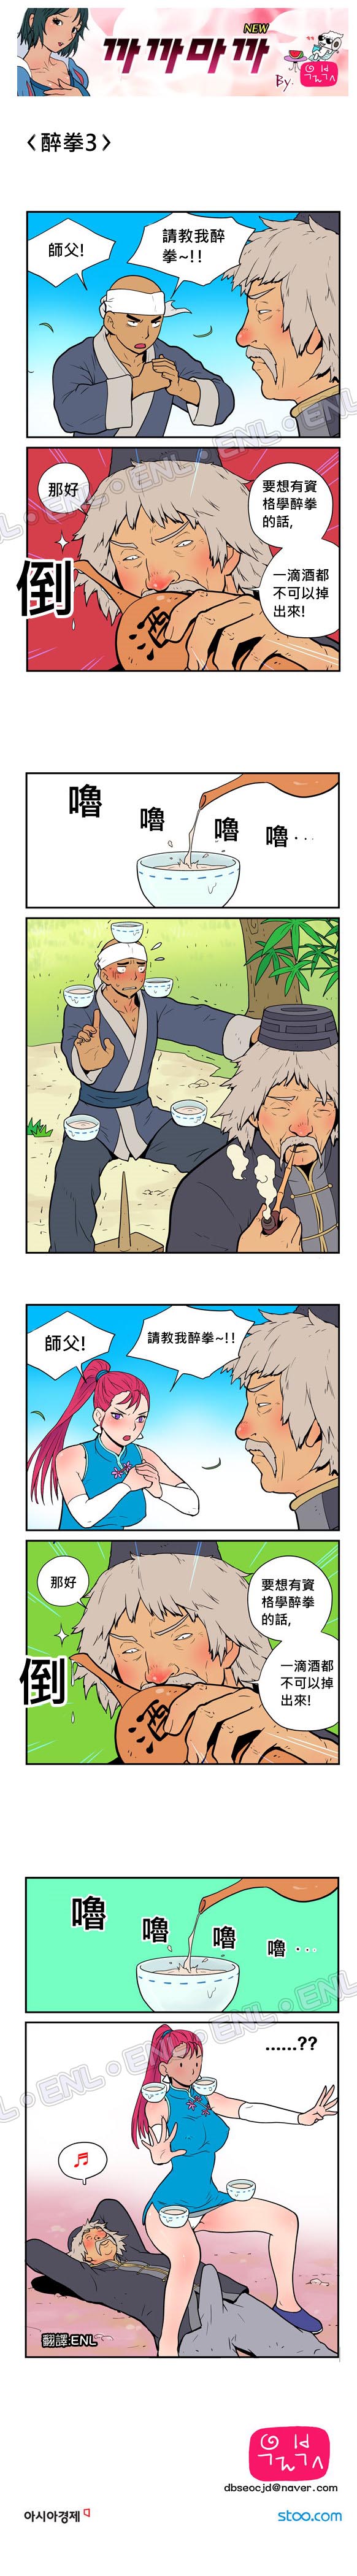 NEW
까까마까
By.
〈醉拳3〉
師父!
請教我醉
拳~!!
那好
要想有資
格學醉拳
的話,
一滴酒都
不可以掉
出來!
倒
酒
嚕
嚕
嚕
嚕...
師父!
請教我醉拳~!!
那好
要想有資
格學醉拳
的話,
一滴酒都
不可以掉
出來!
倒
酒
嚕
嚕
嚕
嚕...
......??
翻譯:ENL
dbseocjd@naver.com
아시아경제
stoo.com